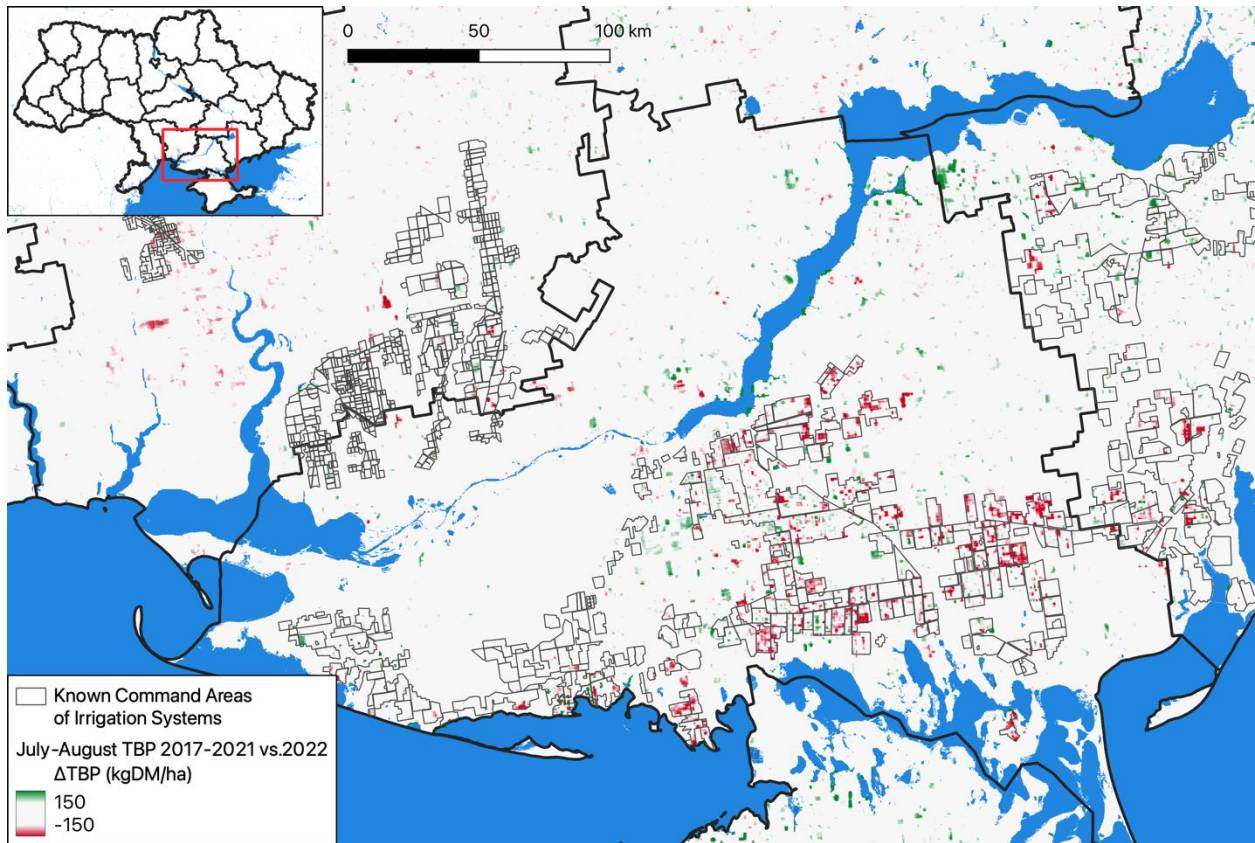 0 50 100 km
Known Command Areas
of Irrigation Systems
July-August TBP 2017-2021 vs.2022
ΔTBP (kgDM/ha)
150
-150